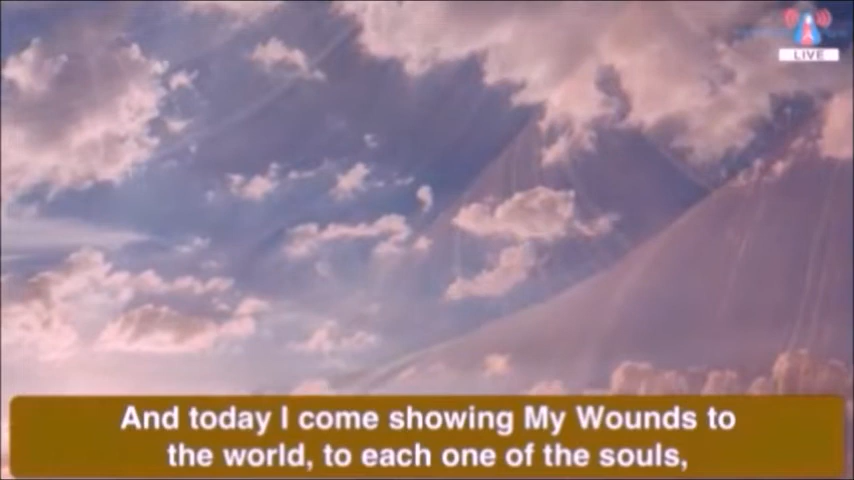 LIVE
And today I come showing My Wounds to
the world, to each one of the souls,